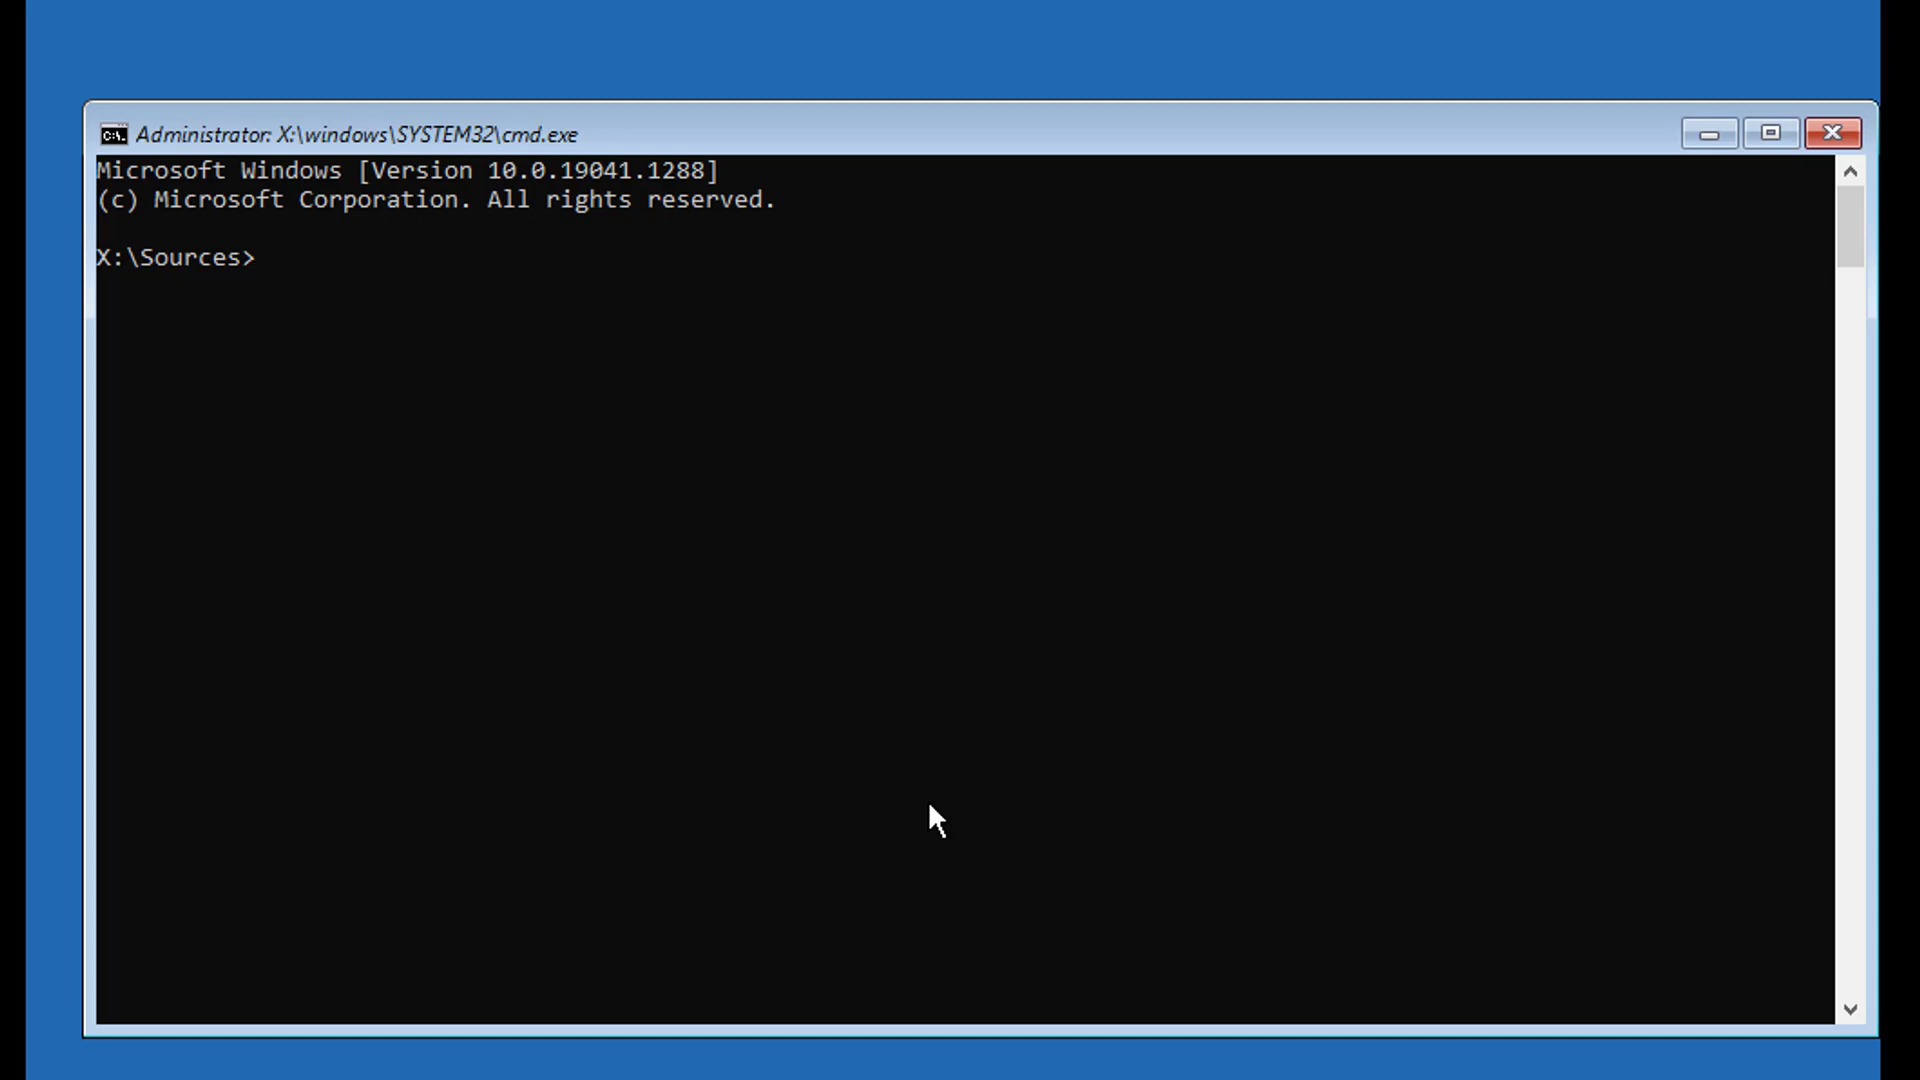 Administrator: X:\windows\SYSTEM32\cmd.exe
Microsoft Windows [Version 10.0.19041.1288]
(c) Microsoft Corporation. All rights reserved.
X:\Sources>